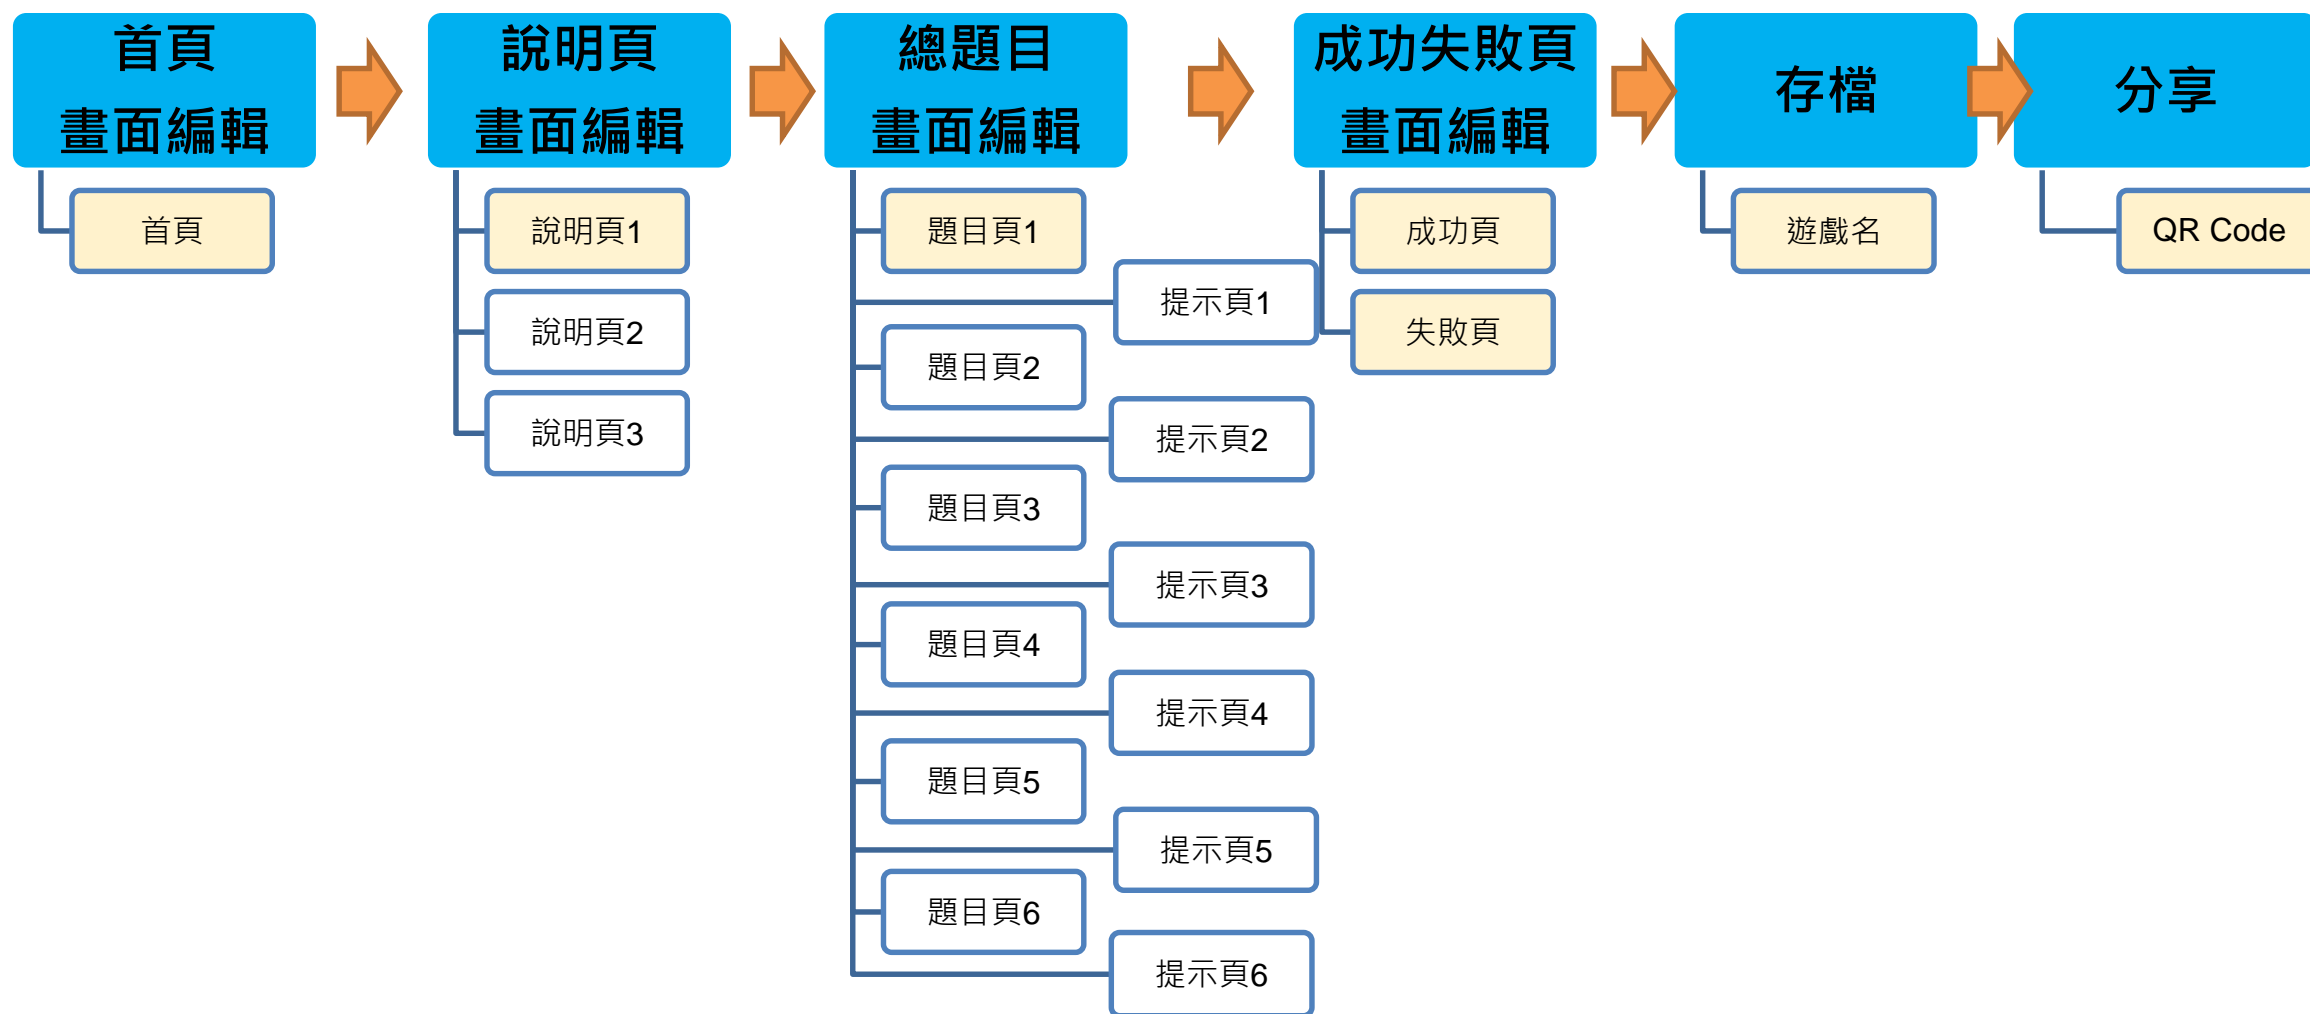 首頁
畫面編輯
說明頁
畫面編輯
總題目
畫面編輯
成功失敗頁
畫面編輯
存檔
分享
首頁
說明頁1
說明頁2
說明頁3
題目頁1
提示頁1
題目頁2
提示頁2
題目頁3
提示頁3
題目頁4
提示頁4
題目頁5
提示頁5
題目頁6
提示頁6
成功頁
失敗頁
遊戲名
QR Code